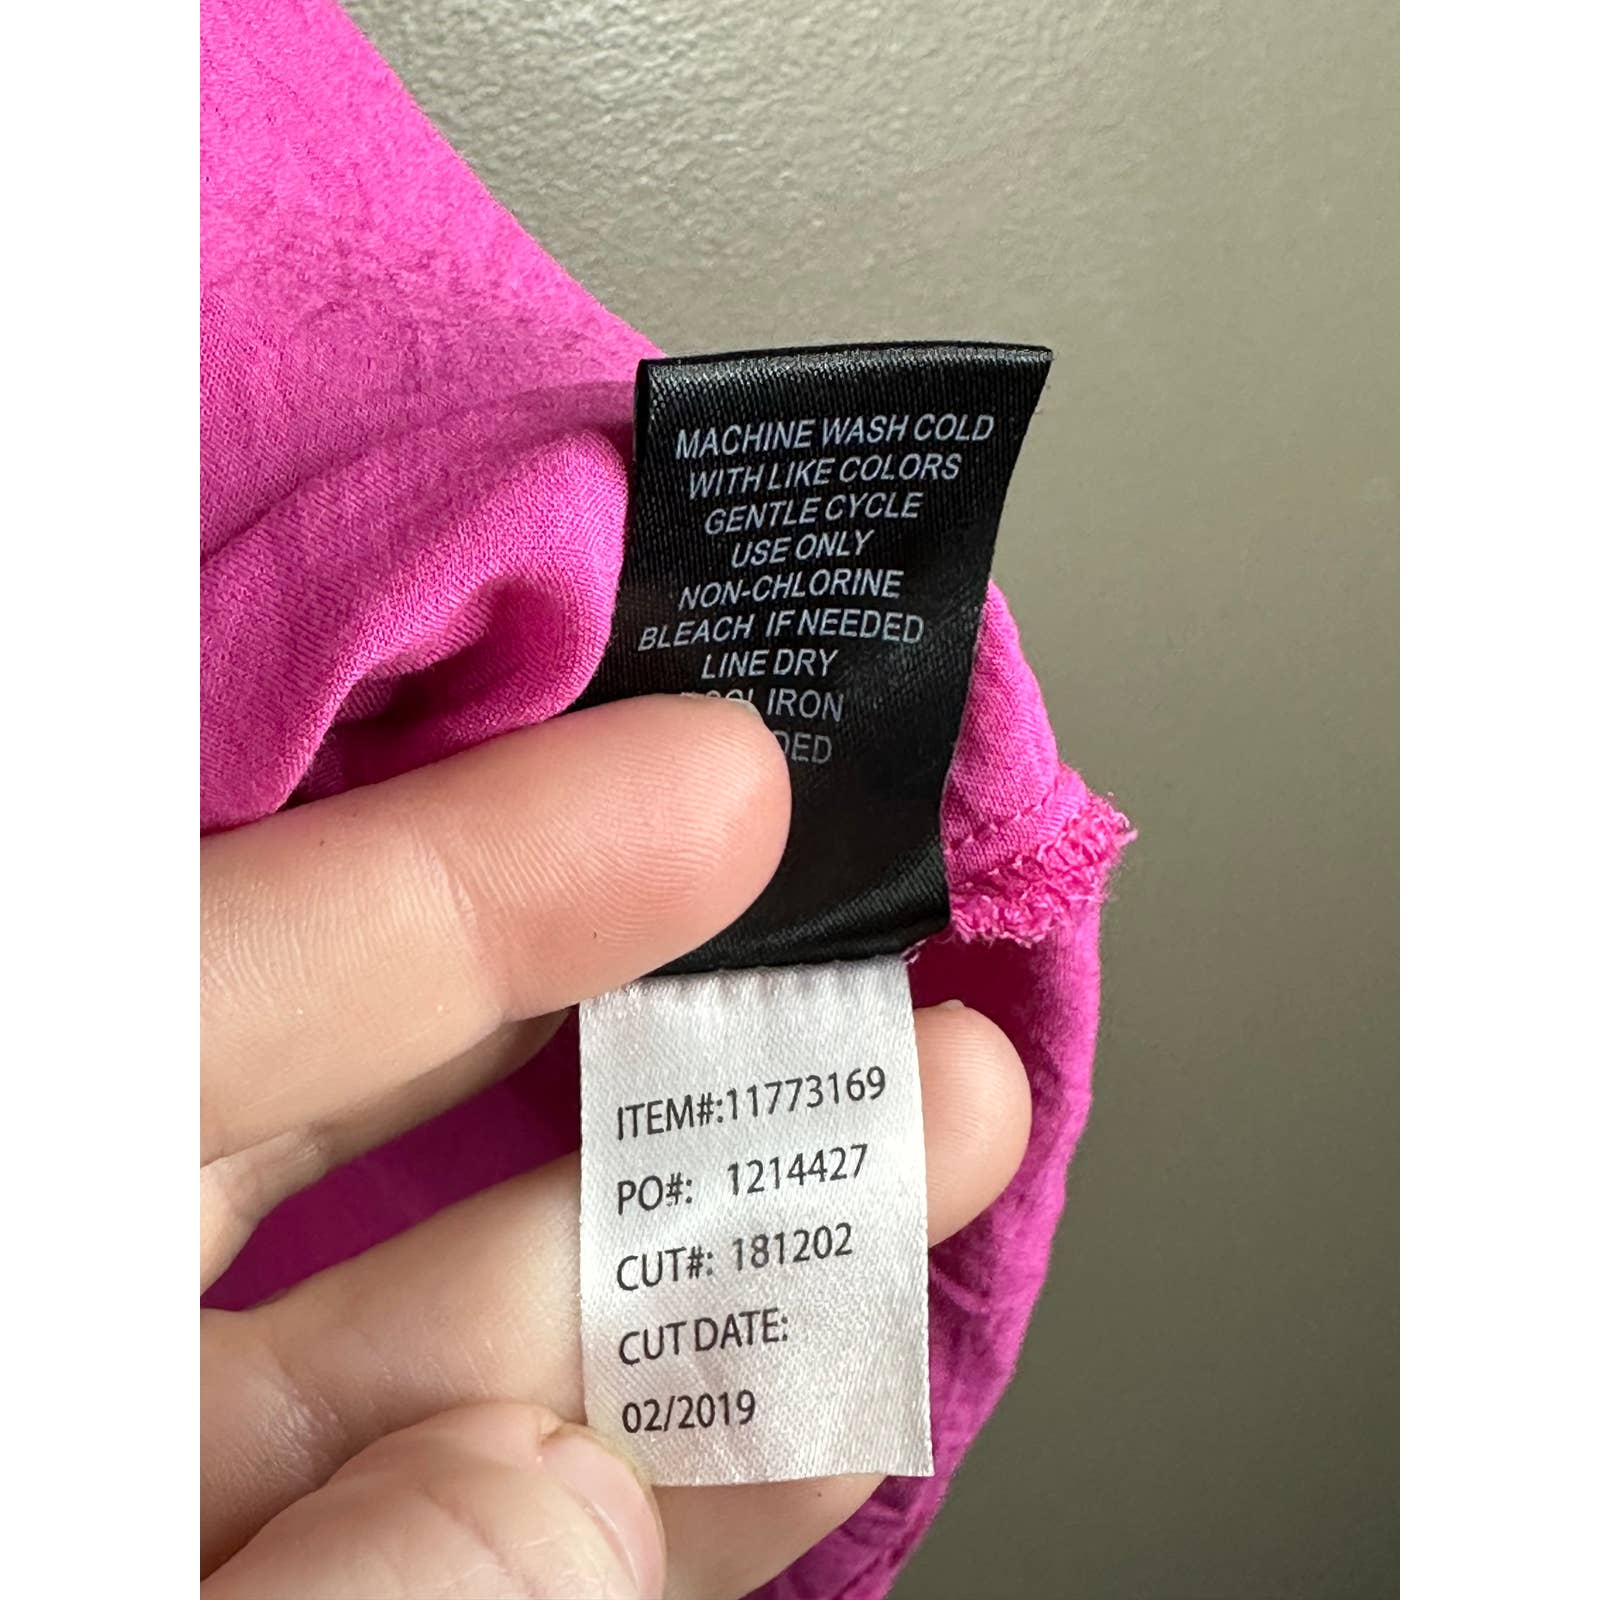 MACHINE WASH COLD
WITH LIKE COLORS
GENTLE CYCLE
USE ONLY
NON-CHLORINE
BLEACH IF NEEDED
LINE DRY
IRON
ITEM#:11773169
PO#: 1214427
CUT#: 181202
CUT DATE:
02/2019